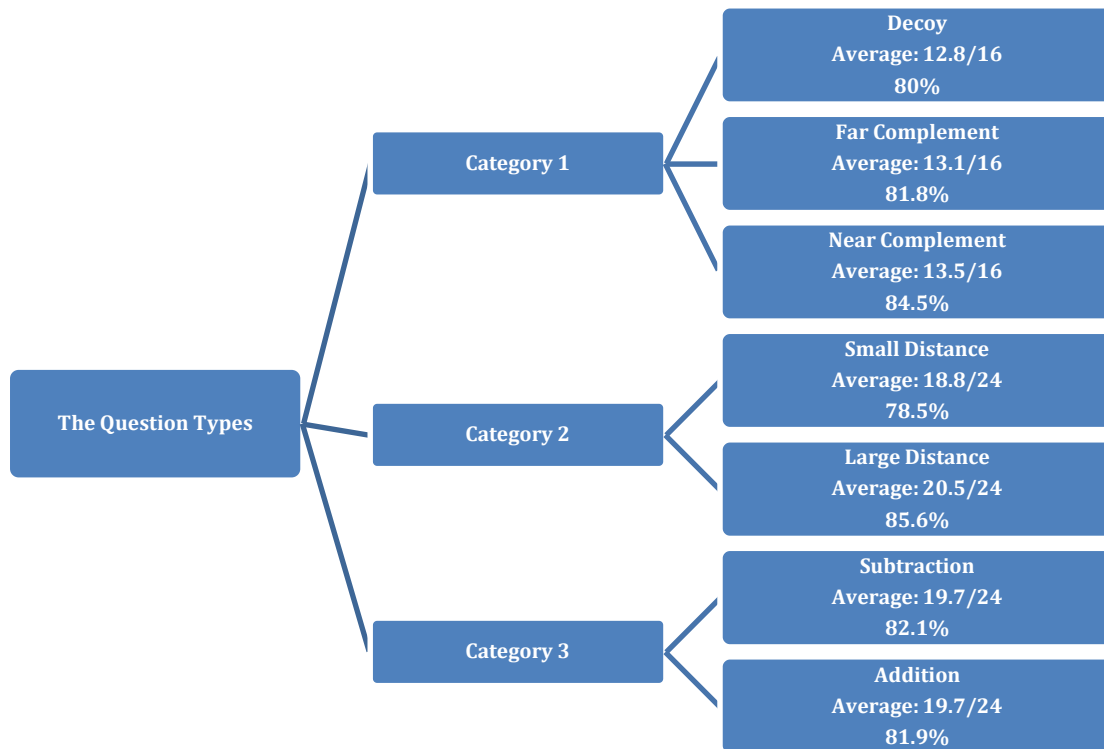 The Question Types
Category 1
Decoy
Average: 12.8/16
80%
Far Complement
Average: 13.1/16
81.8%
Near Complement
Average: 13.5/16
84.5%
Category 2
Small Distance
Average: 18.8/24
78.5%
Large Distance
Average: 20.5/24
85.6%
Category 3
Subtraction
Average: 19.7/24
82.1%
Addition
Average: 19.7/24
81.9%